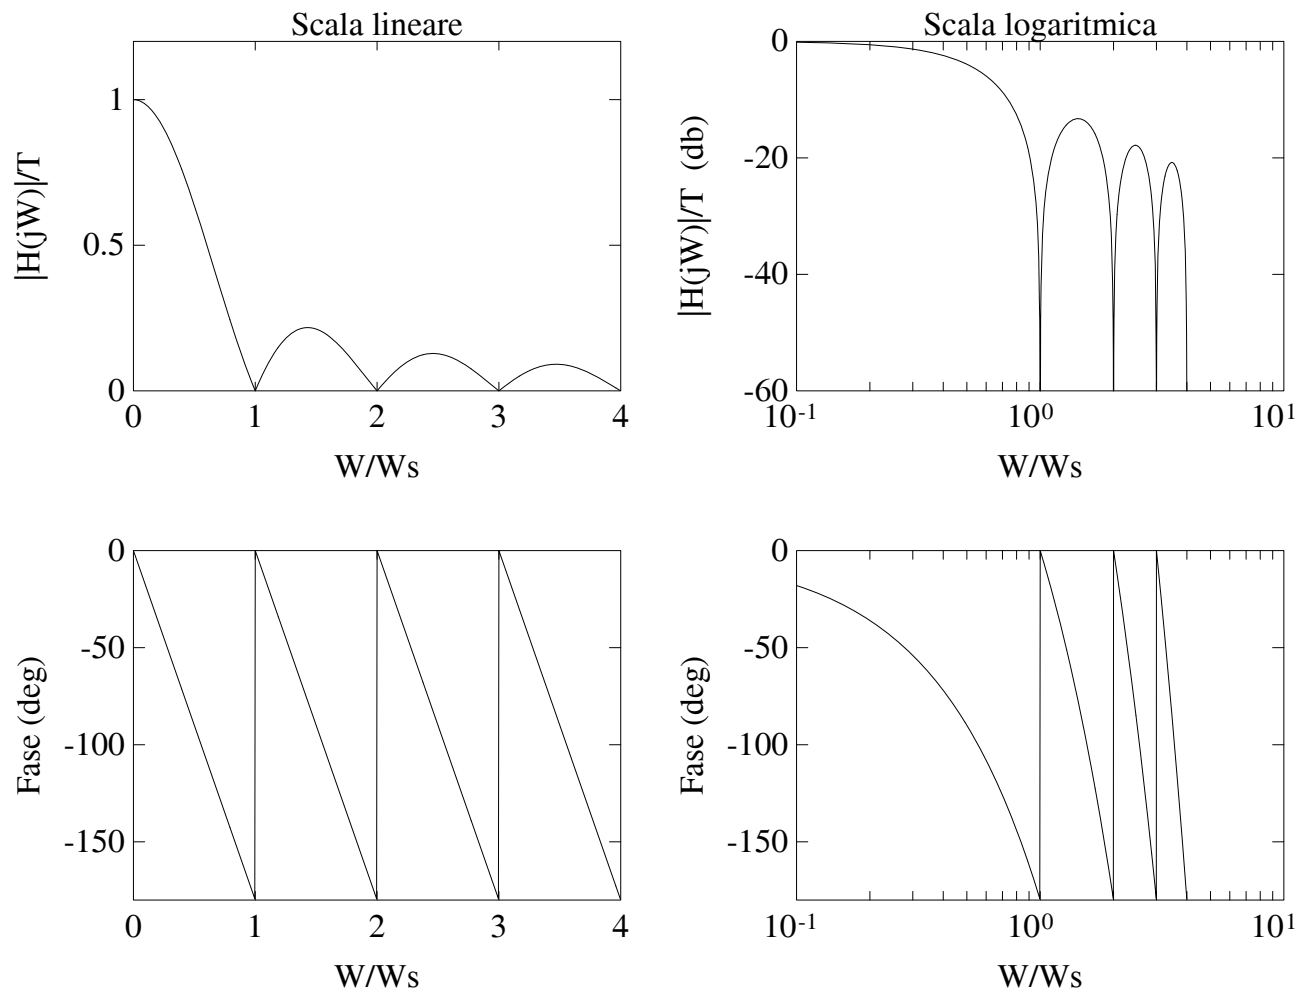 Scala lineare
1
0.5
0
0 1 2 3 4
|H(jW)|/T
W/Ws
Scala logaritmica
0
-20
-40
-60
10-1 100 101
|H(jW)|/T (db)
W/Ws
0
-50
-100
-150
0 1 2 3 4
Fase (deg)
W/Ws
0
-50
-100
-150
10-1 100 101
Fase (deg)
W/Ws